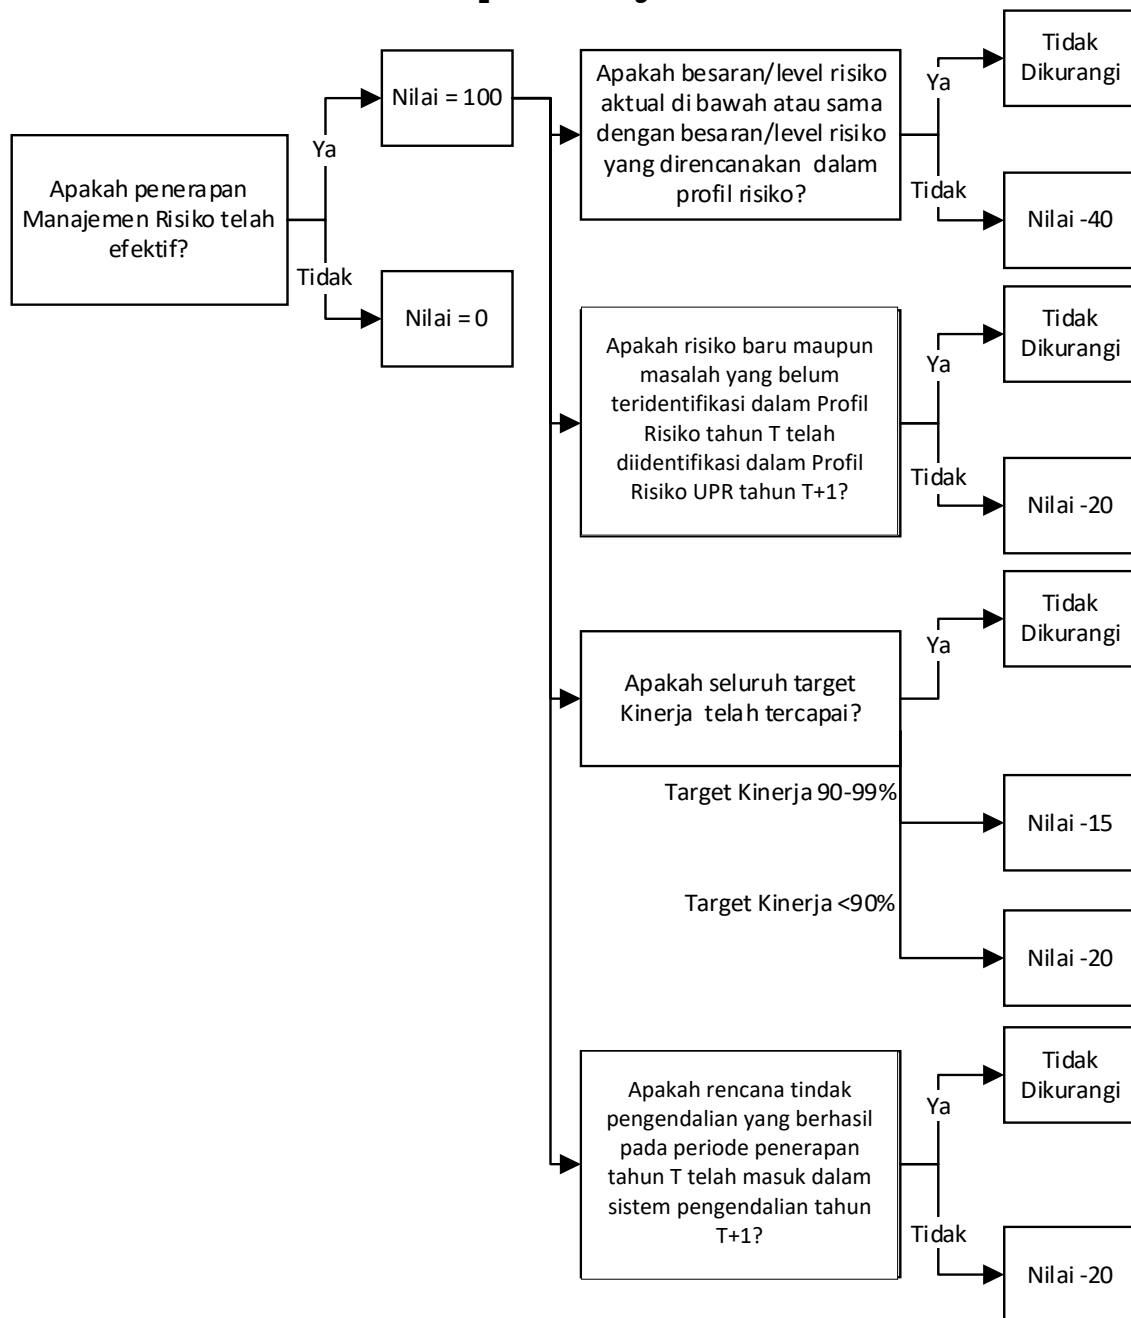 Apakah penerapan
Manajemen Risiko telah
efektif?
Ya
Tidak
Nilai = 100
Nilai = 0
Apakah besaran/level risiko
aktual di bawah atau sama
dengan besaran/level risiko
yang direncanakan dalam
profil risiko?
Ya
Tidak
Tidak
Dikurangi
Nilai -40
Apakah risiko baru maupun
masalah yang belum
teridentifikasi dalam Profil
Risiko tahun T telah
diidentifikasi dalam Profil
Risiko UPR tahun T+1?
Ya
Tidak
Tidak
Dikurangi
Nilai -20
Apakah seluruh target
Kinerja telah tercapai?
Ya
Tidak
Dikurangi
Target Kinerja 90-99%
Nilai -15
Target Kinerja <90%
Nilai -20
Apakah rencana tindak
pengendalian yang berhasil
pada periode penerapan
tahun T telah masuk dalam
sistem pengendalian tahun
T+1?
Ya
Tidak
Tidak
Dikurangi
Nilai -20